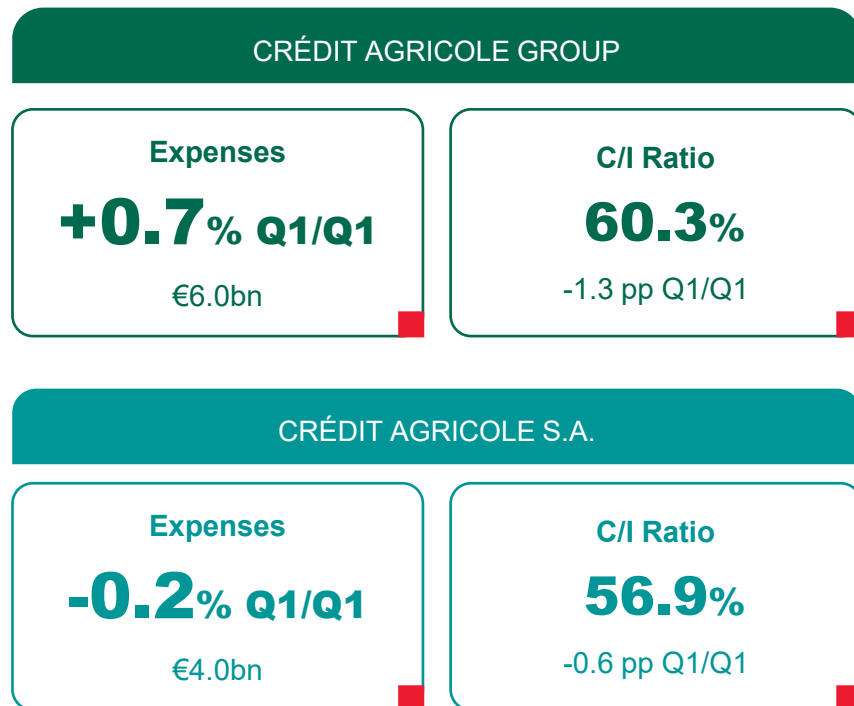 CRÉDIT AGRICOLE GROUP
Expenses
+0.7% Q1/Q1
€6.0bn
C/I Ratio
60.3%
-1.3 pp Q1/Q1
CRÉDIT AGRICOLE S.A.
Expenses
-0.2% Q1/Q1
€4.0bn
C/I Ratio
56.9%
-0.6 pp Q1/Q1